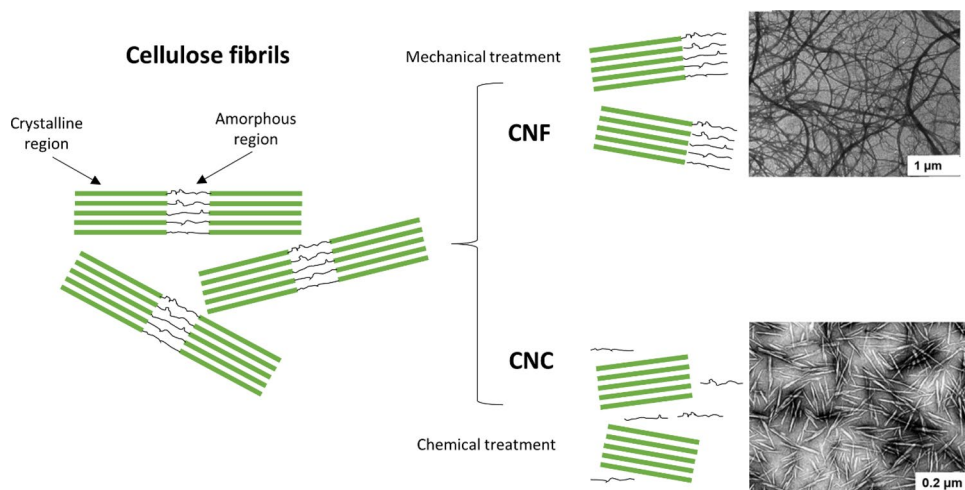 Cellulose fibrils
Crystalline
region
Amorphous
region
Mechanical treatment
CNF
1 µm
CNC
Chemical treatment
0.2 µm